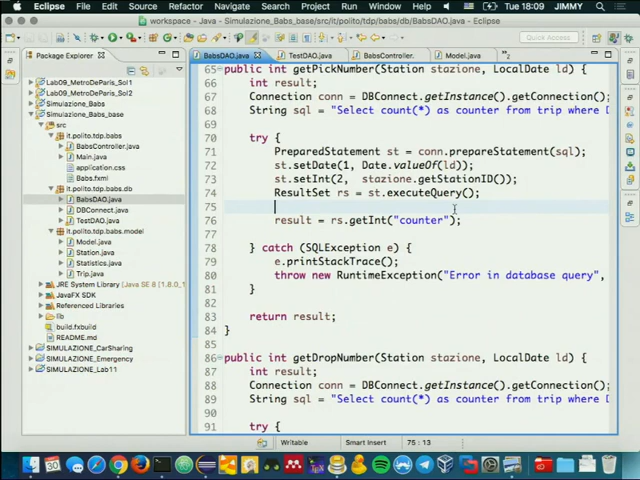 Eclipse File Edit Source Refactor Navigate Search Project Run Window Help Tue 18:09 JIMMY
workspace - Java - Simulazione_Babs_base/src/it/polito/tdp/babs/db/BabsDAO.java - Eclipse
Quick Access
Package Explorer
Lab09_MetroDeParis_Sol1
Lab09_MetroDeParis_Sol2
Simulazione_Babs
Simulazione_Babs_base
src
it.polito.tdp.babs
BabsController.java
Main.java
application.css
Babs.fxml
it.polito.tdp.babs.db
BabsDAO.java
DBConnect.java
TestDAO.java
it.polito.tdp.babs.model
Model.java
Station.java
Statistics.java
Trip.java
JRE System Library [Java SE 8 [1.8.0_1
JavaFX SDK
Referenced Libraries
lib
build.fxbuild
README.md
SIMULAZIONE_CarSharing
SIMULAZIONE_Emergency
SIMULAZIONE_Lab11
BabsDAO.java TestDAO.java BabsController. Model.java »2
65 public int getPickNumber(Station stazione, LocalDate ld) {
66 int result;
67 Connection conn = DBConnect.getInstance().getConnection();
68 String sql = "Select count(*) as counter from trip where D
69
70 try {
71 PreparedStatement st = conn.prepareStatement(sql);
72 st.setDate(1, Date.valueOf(ld));
73 st.setInt(2, stazione.getStationID());
74 ResultSet rs = st.executeQuery();
75
76 result = rs.getInt("counter");
77
78 } catch (SQLException e) {
79 e.printStackTrace();
80 throw new RuntimeException("Error in database query",
81 }
82
83 return result;
84 }
85
86 public int getDropNumber(Station stazione, LocalDate ld) {
87 int result;
88 Connection conn = DBConnect.getInstance().getConnection();
89 String sql = "Select count(*) as counter from trip where D
90
91 try {
Writable Smart Insert 75 : 13